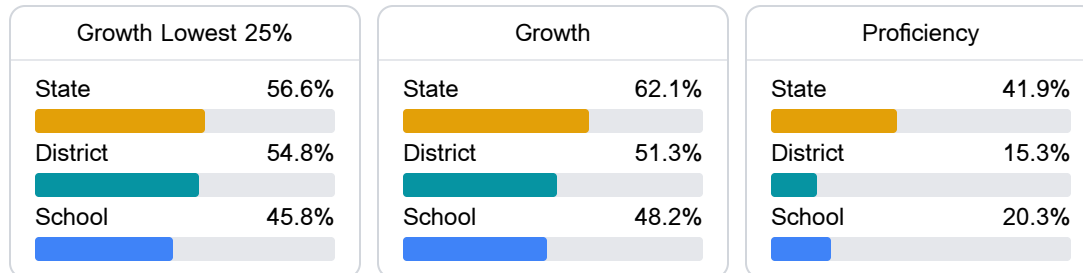 Growth Lowest 25%
State 56.6%
District 54.8%
School 45.8%
Growth
State 62.1%
District 51.3%
School 48.2%
Proficiency
State 41.9%
District 15.3%
School 20.3%